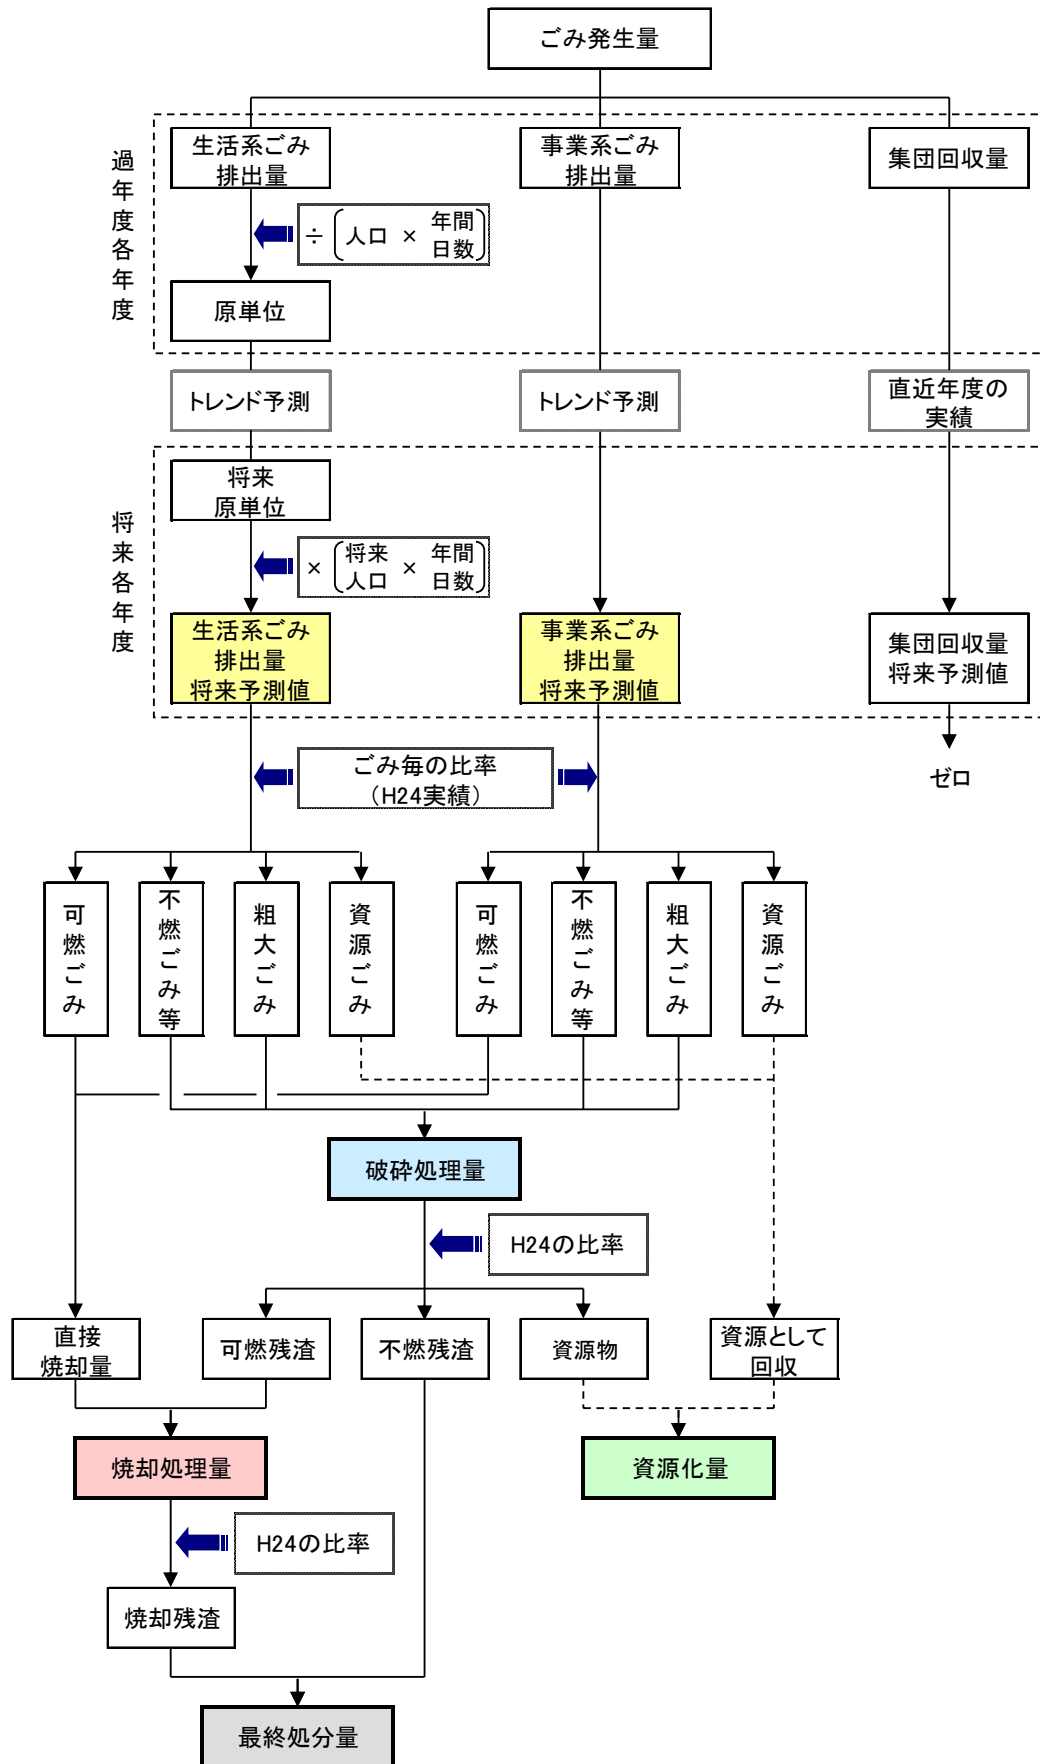 ごみ発生量
過年度各年度
生活系ごみ
排出量
事業系ごみ
排出量
集団回収量
÷(人口 × 年間
日数)
原単位
トレンド予測
トレンド予測
直近年度の
実績
将来各年度
将来
原単位
×(将来
人口 × 年間
日数)
生活系ごみ
排出量
将来予測値
事業系ごみ
排出量
将来予測値
集団回収量
将来予測値
ごみ毎の比率
(H24実績)
ゼロ
可燃ごみ
不燃ごみ等
粗大ごみ
資源ごみ
可燃ごみ
不燃ごみ等
粗大ごみ
資源ごみ
破砕処理量
H24の比率
直接
焼却量
可燃残渣
不燃残渣
資源物
資源として
回収
焼却処理量
資源化量
H24の比率
焼却残渣
最終処分量